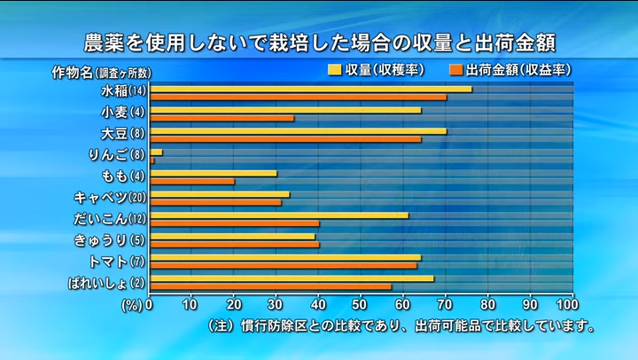 農薬を使用しないで栽培した場合の収量と出荷金額
作物名(調査ヶ所数)
収量(収穫率) 出荷金額(収益率)
水稲(14)
小麦(4)
大豆(8)
りんご(8)
もも(4)
キャベツ(20)
だいこん(12)
きゅうり(5)
トマト(7)
ばれいしょ(2)
(%) 0 10 20 30 40 50 60 70 80 90 100
（注）慣行防除区との比較であり、出荷可能品で比較しています。